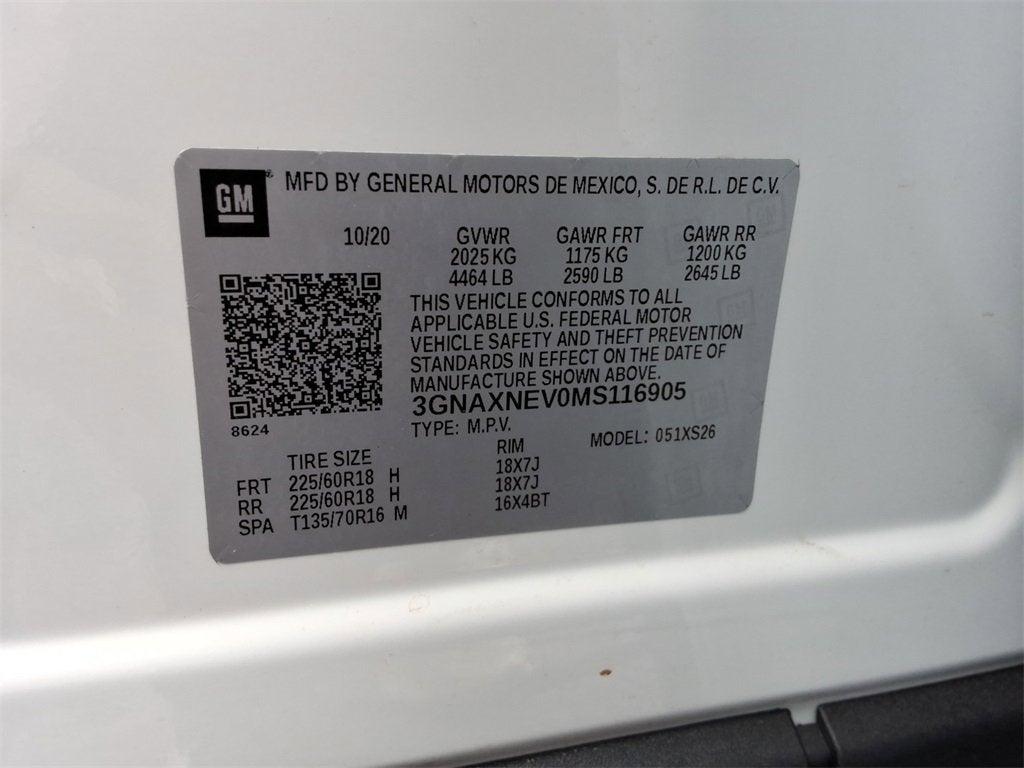 GM
MFD BY GENERAL MOTORS DE MEXICO, S. DE R.L. DE C.V.
10/20 GVWR GAWR FRT GAWR RR
2025 KG 1175 KG 1200 KG
4464 LB 2590 LB 2645 LB
THIS VEHICLE CONFORMS TO ALL
APPLICABLE U.S. FEDERAL MOTOR
VEHICLE SAFETY AND THEFT PREVENTION
STANDARDS IN EFFECT ON THE DATE OF
MANUFACTURE SHOWN ABOVE.
3GNAXNEV0MS116905
8624
TYPE: M.P.V. MODEL: 051XS26
TIRE SIZE RIM
FRT 225/60R18 H 18X7J
RR 225/60R18 H 18X7J
SPA T135/70R16 M 16X4BT